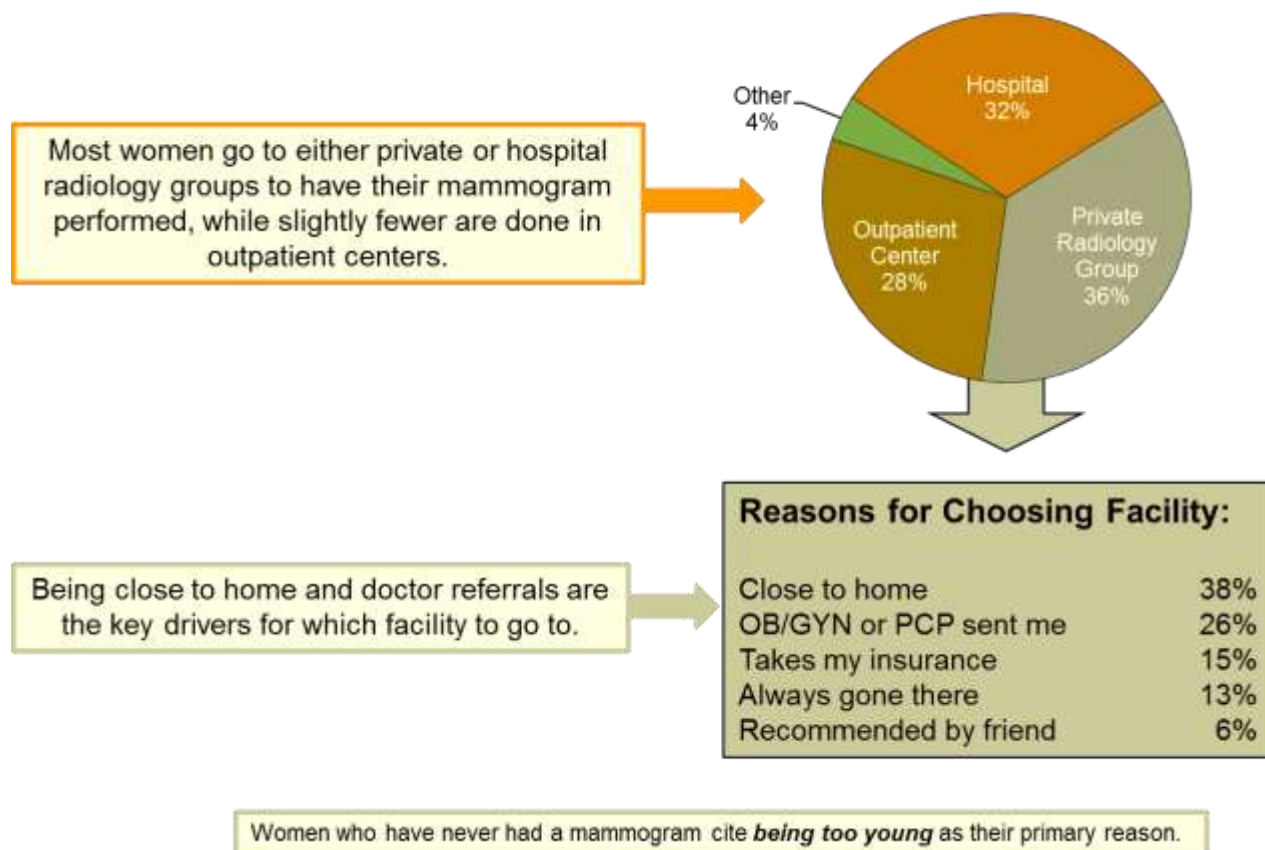 Hospital
32%
Other
4%
Most women go to either private or hospital
radiology groups to have their mammogram
performed, while slightly fewer are done in
outpatient centers.
Outpatient
Center
28%
Private
Radiology
Group
36%
Reasons for Choosing Facility:
Close to home 38%
OB/GYN or PCP sent me 26%
Takes my insurance 15%
Always gone there 13%
Recommended by friend 6%
Being close to home and doctor referrals are
the key drivers for which facility to go to.
Women who have never had a mammogram cite being too young as their primary reason.